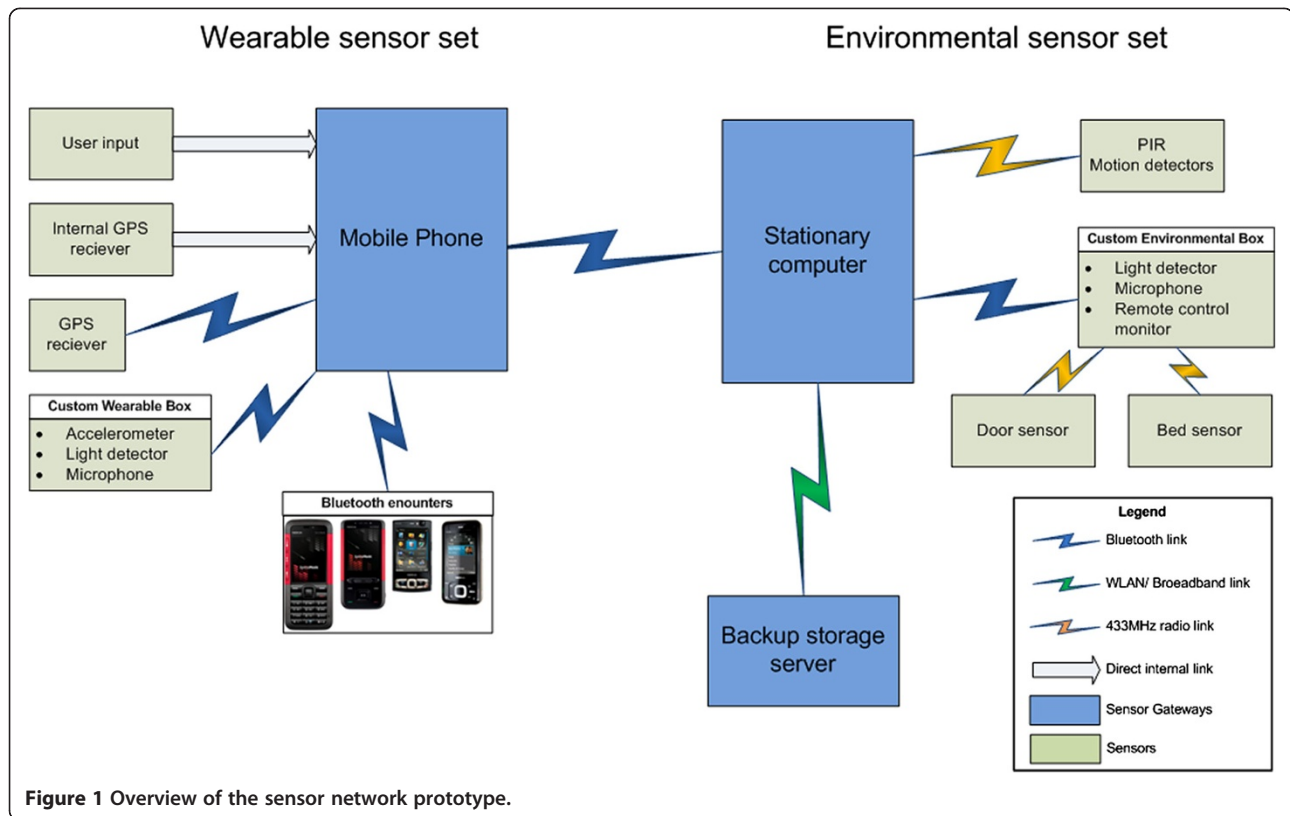 Wearable sensor set
Environmental sensor set
User input
Internal GPS
reciever
GPS
reciever
Custom Wearable Box
• Accelerometer
• Light detector
• Microphone
Mobile Phone
Bluetooth enounters
Stationary
computer
Backup storage
server
PIR
Motion detectors
Custom Environmental Box
• Light detector
• Microphone
• Remote control
monitor
Door sensor
Bed sensor
Legend
Bluetooth link
WLAN/ Broeadband link
433MHz radio link
Direct internal link
Sensor Gateways
Sensors
Figure 1 Overview of the sensor network prototype.